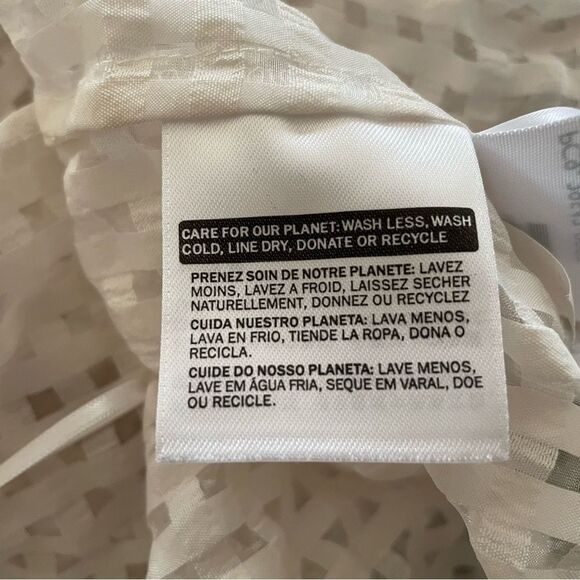 CARE FOR OUR PLANET: WASH LESS, WASH
COLD, LINE DRY, DONATE OR RECYCLE
PRENEZ SOIN DE NOTRE PLANETE: LAVEZ
MOINS, LAVEZ A FROID, LAISSEZ SECHER
NATURELLEMENT, DONNEZ OU RECYCLEZ
CUIDA NUESTRO PLANETA: LAVA MENOS,
LAVA EN FRIO, TIENDE LA ROPA, DONA O
RECICLA.
CUIDE DO NOSSO PLANETA: LAVE MENOS,
LAVE EM ÂGUA FRIA, SEQUE EM VARAL, DOE
OU RECICLE.